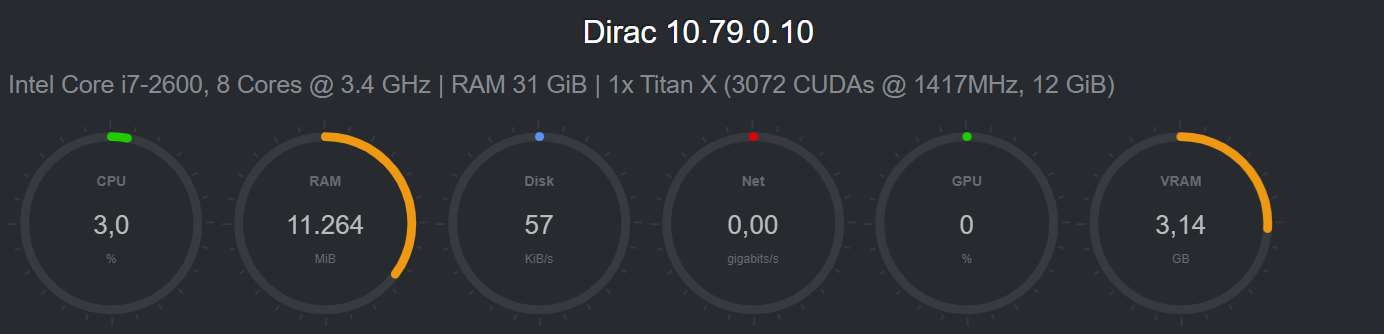 Dirac 10.79.0.10
Intel Core i7-2600, 8 Cores @ 3.4 GHz | RAM 31 GiB | 1x Titan X (3072 CUDAs @ 1417MHz, 12 GiB)
CPU RAM Disk Net GPU VRAM
3,0 11.264 57 0,00 0 3,14
% MiB KiB/s gigabits/s % GB